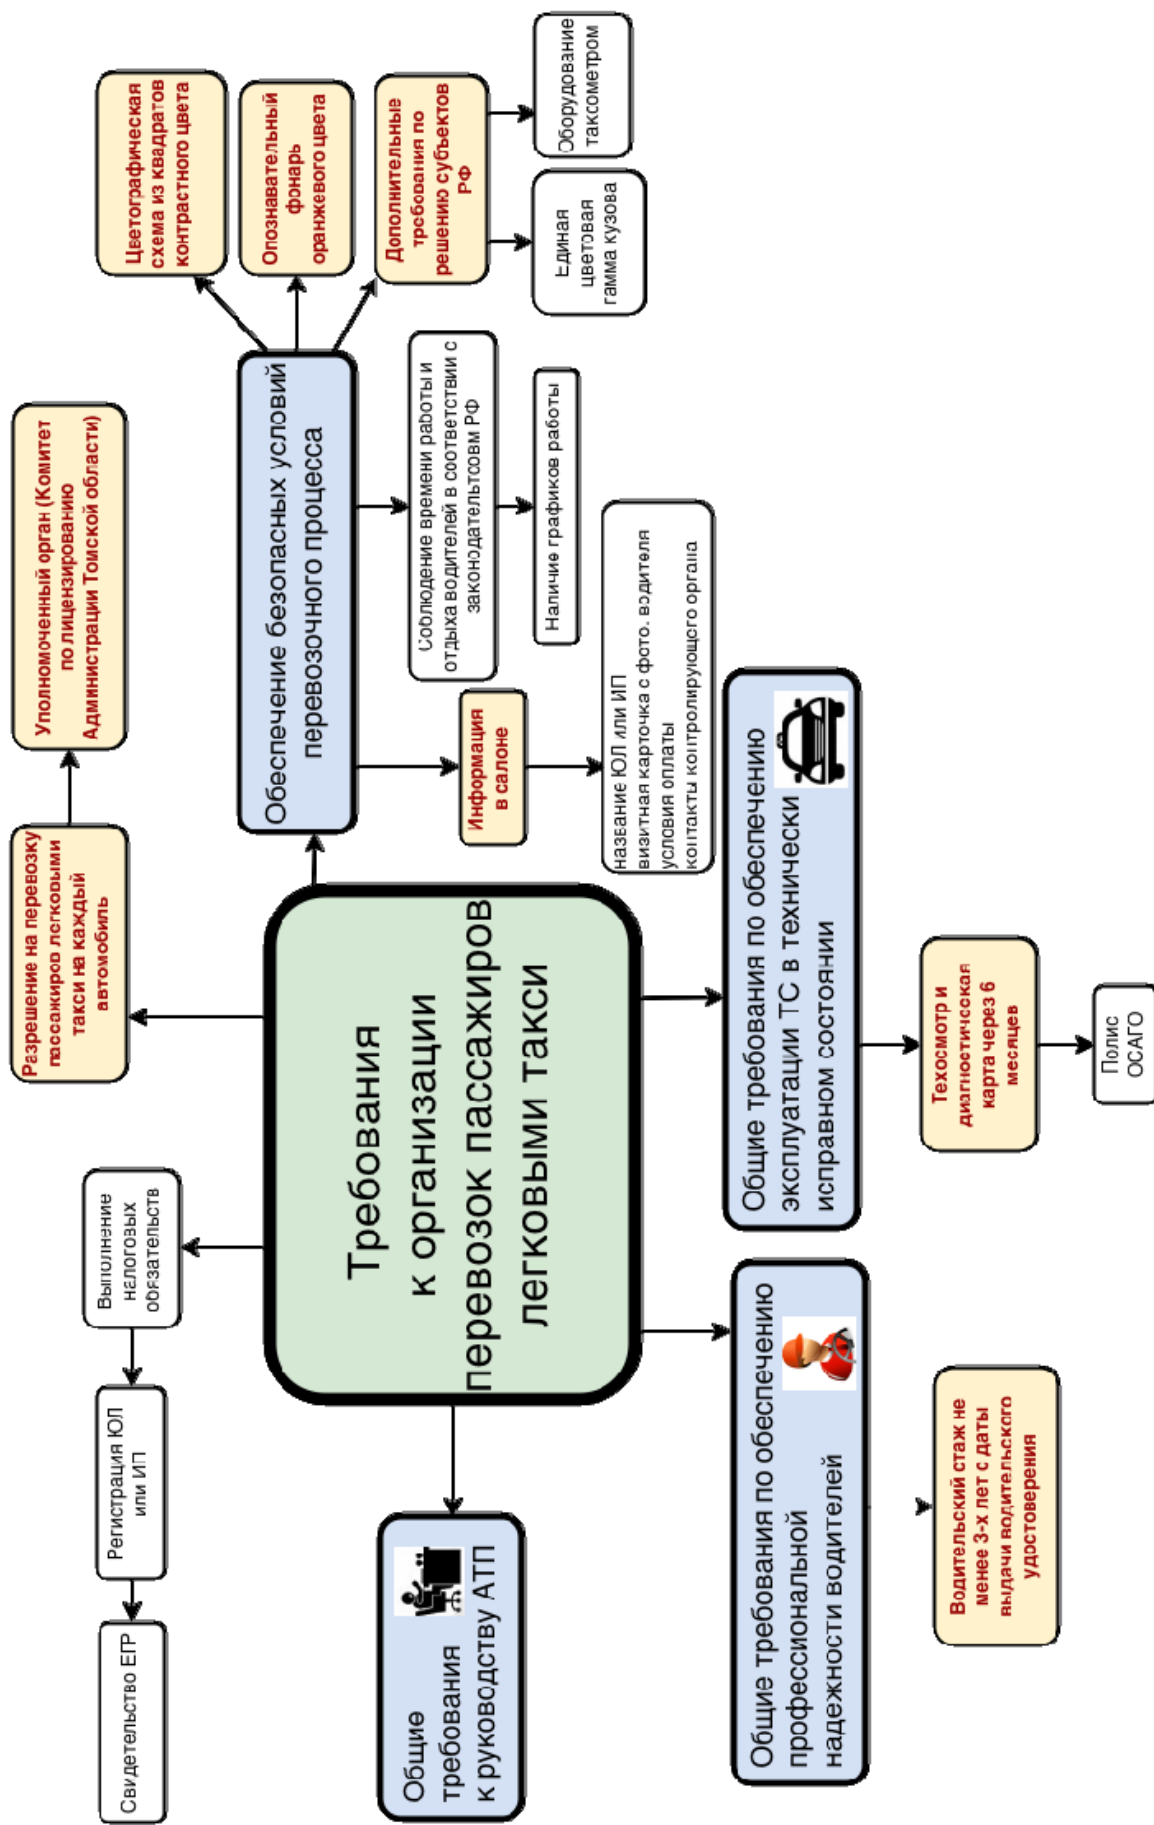 Свидетельство ЕГР
Регистрация ЮЛ
или ИП
Выполнение
налоговых
обязательств
Разрешение на перевозку
пассажиров легковыми
такси на каждый
автомобиль
Уполномоченный орган (Комитет
по лицензированию
Администрации Томской области)
Требования
к организации
перевозок пассажиров
легковыми такси
Общие
требования
к руководству АТП
Обеспечение безопасных условий
перевозочного процесса
Цветографическая
схема из квадратов
контрастного цвета
Опознавательный
фонарь
оранжевого цвета
Дополнительные
требования по
решению субъектов
РФ
Единая
цветовая
гамма кузова
Оборудование
таксометром
Соблюдение времени работы и
отдыха водителей в соответствии с
законодательтсовм РФ
Наличие графиков работы
Информация
в салоне
название ЮЛ или ИП
визитная карточка с фото. водителя
условия оплаты
контакты контролирующего органа
Общие требования по обеспечению
профессиональной
надежности водителей
Водительский стаж не
менее 3-х лет с даты
выдачи водительского
удостоверения
Общие требования по обеспечению
эксплуатации ТС в технически
исправном состоянии
Техосмотр и
диагностическая
карта через 6
месяцев
Полис
ОСАГО